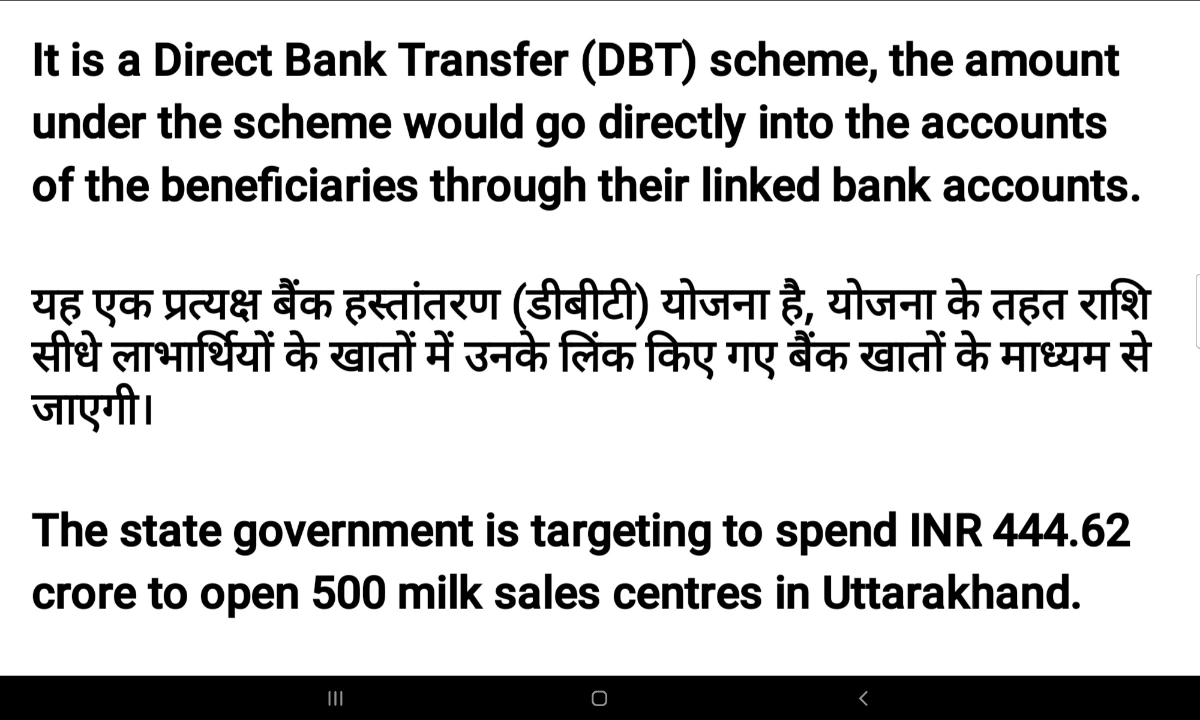 It is a Direct Bank Transfer (DBT) scheme, the amount
under the scheme would go directly into the accounts
of the beneficiaries through their linked bank accounts.
यह एक प्रत्यक्ष बैंक हस्तांतरण (डीबीटी) योजना है, योजना के तहत राशि
सीधे लाभार्थियों के खातों में उनके लिंक किए गए बैंक खातों के माध्यम से
जाएगी।
The state government is targeting to spend INR 444.62
crore to open 500 milk sales centres in Uttarakhand.